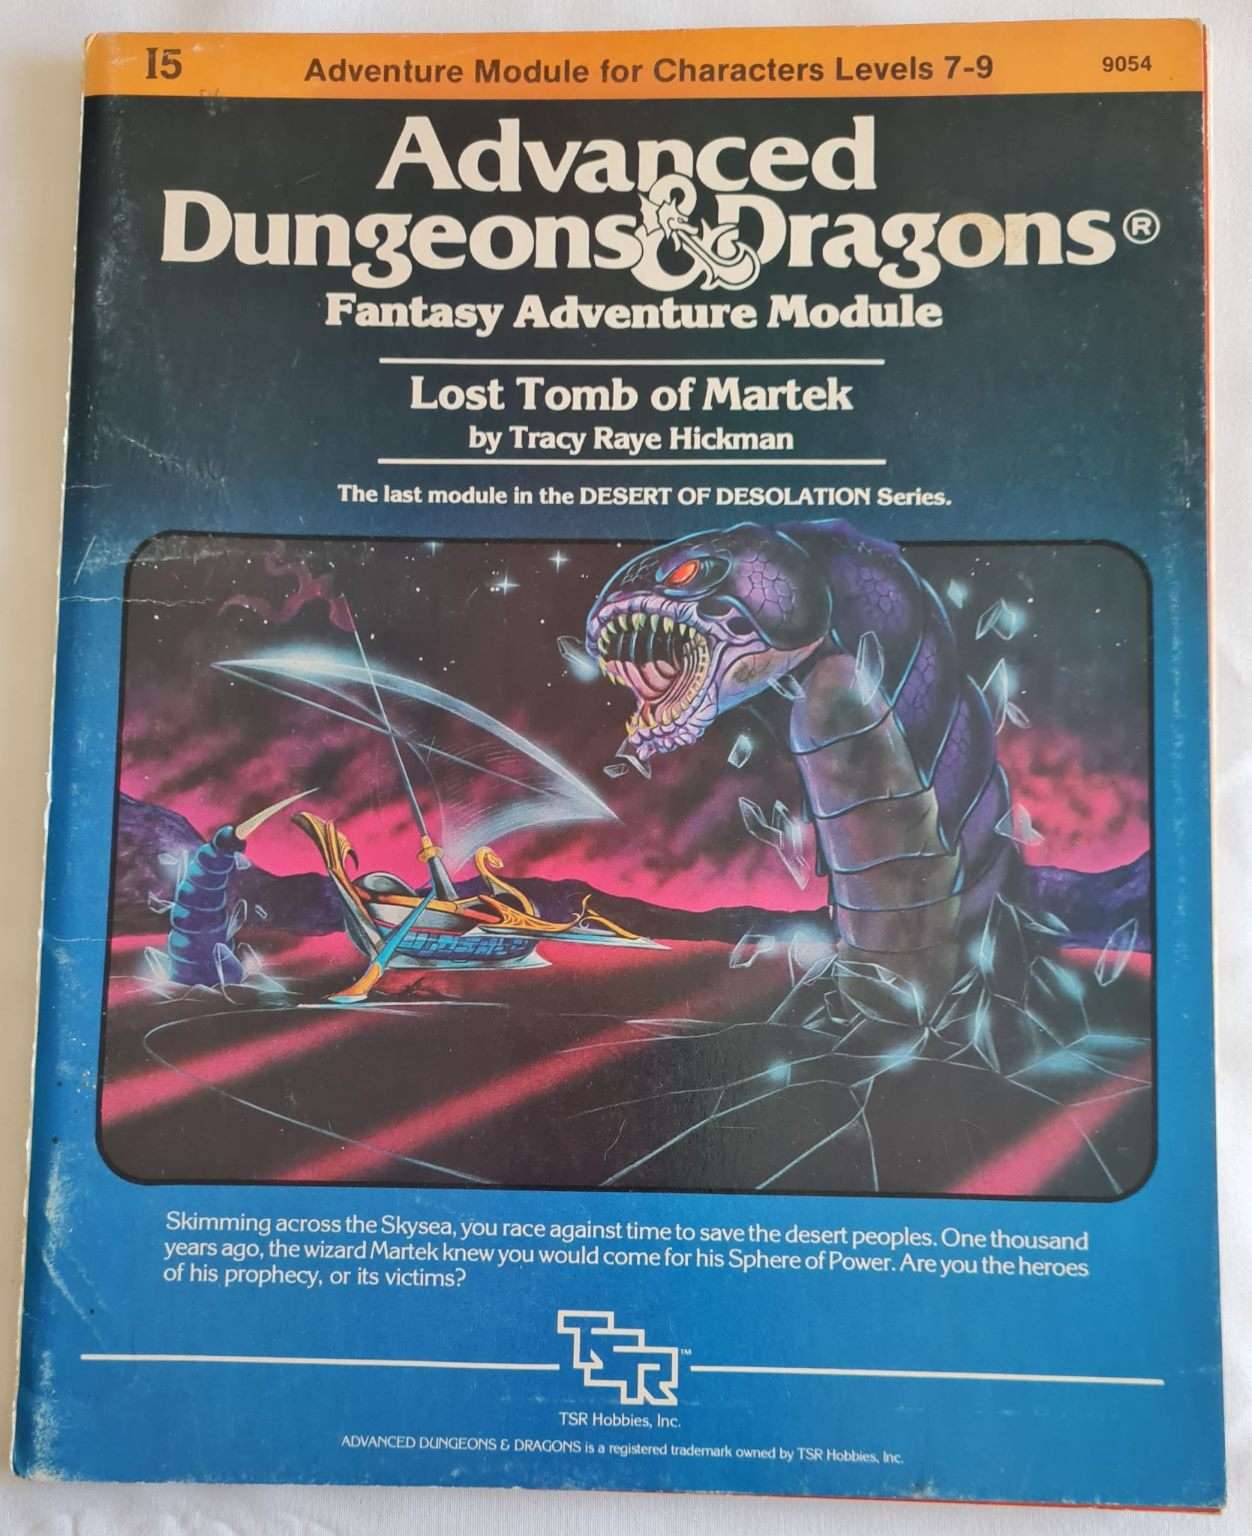 I5
Adventure Module for Characters Levels 7-9
9054
Advanced
Dungeons & Dragons®
Fantasy Adventure Module
Lost Tomb of Martek
by Tracy Raye Hickman
The last module in the DESERT OF DESOLATION Series.
Skimming across the Skysea, you race against time to save the desert peoples. One thousand
years ago, the wizard Martek knew you would come for his Sphere of Power. Are you the heroes
of his prophecy, or its victims?
TSR™
TSR Hobbies, Inc.
ADVANCED DUNGEONS & DRAGONS is a registered trademark owned by TSR Hobbies, Inc.